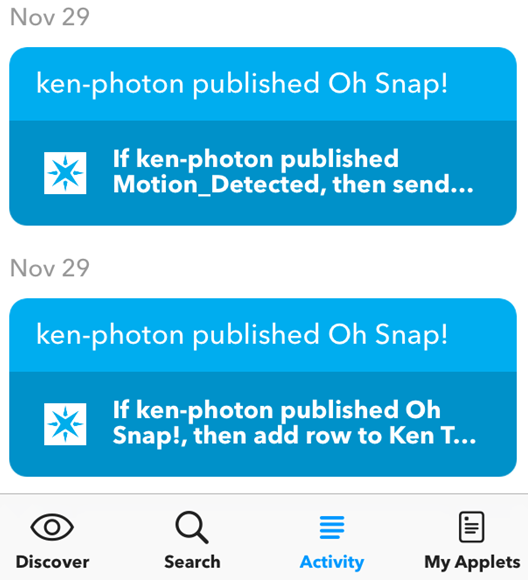 Nov 29
ken-photon published Oh Snap!
If ken-photon published
Motion_Detected, then send...
Nov 29
ken-photon published Oh Snap!
If ken-photon published Oh
Snap!, then add row to Ken T...
Discover
Search
Activity
My Applets